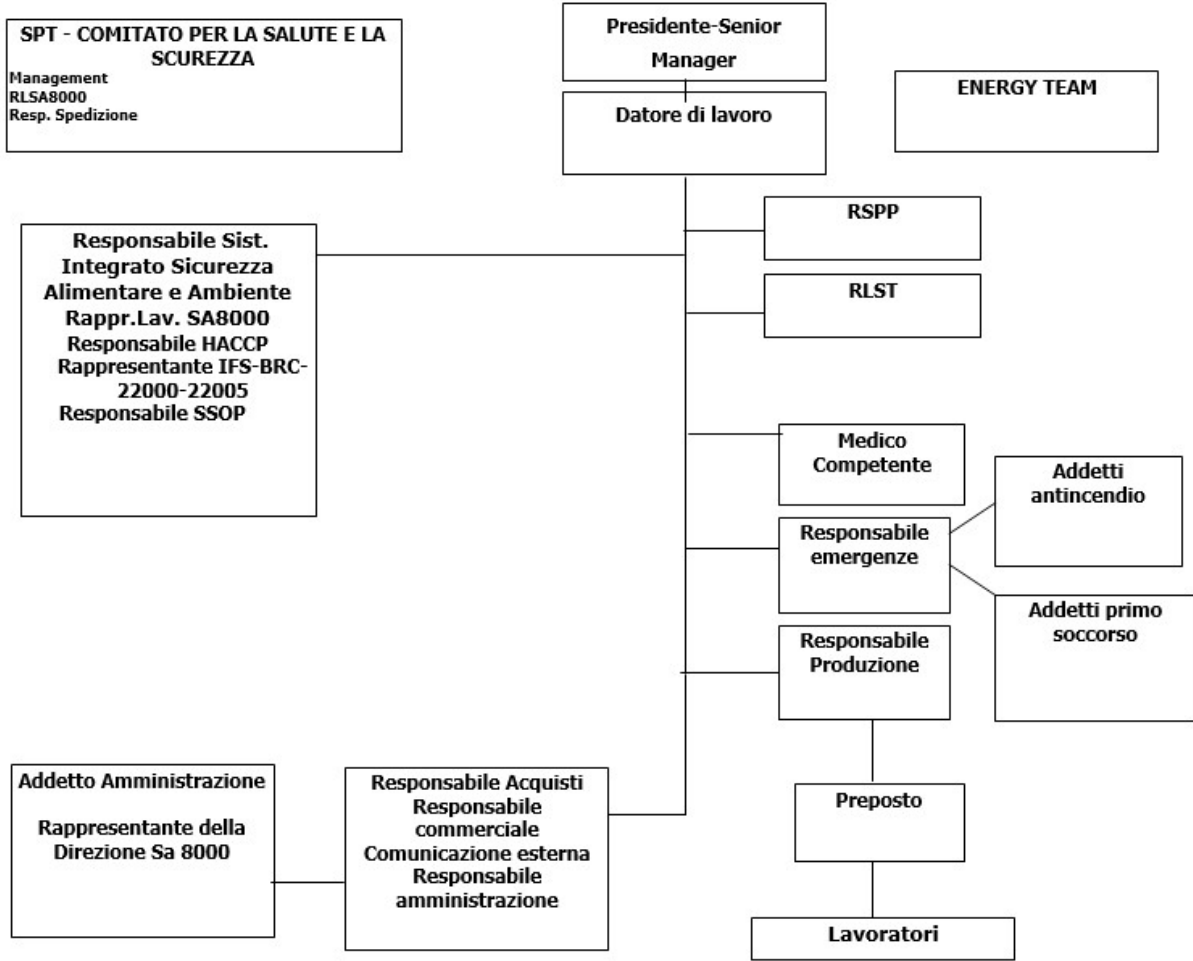 SPT - COMITATO PER LA SALUTE E LA
SCUREZZA
Management
RLSA8000
Resp. Spedizione
Presidente-Senior
Manager
Datore di lavoro
ENERGY TEAM
RSPP
RLST
Responsabile Sist.
Integrato Sicurezza
Alimentare e Ambiente
Rappr.Lav. SA8000
Responsabile HACCP
Rappresentante IFS-BRC-
22000-22005
Responsabile SSOP
Medico
Competente
Addetti
antincendio
Responsabile
emergenze
Addetti primo
soccorso
Responsabile
Produzione
Addetto Amministrazione
Rappresentante della
Direzione Sa 8000
Responsabile Acquisti
Responsabile
commerciale
Comunicazione esterna
Responsabile
amministrazione
Preposto
Lavoratori